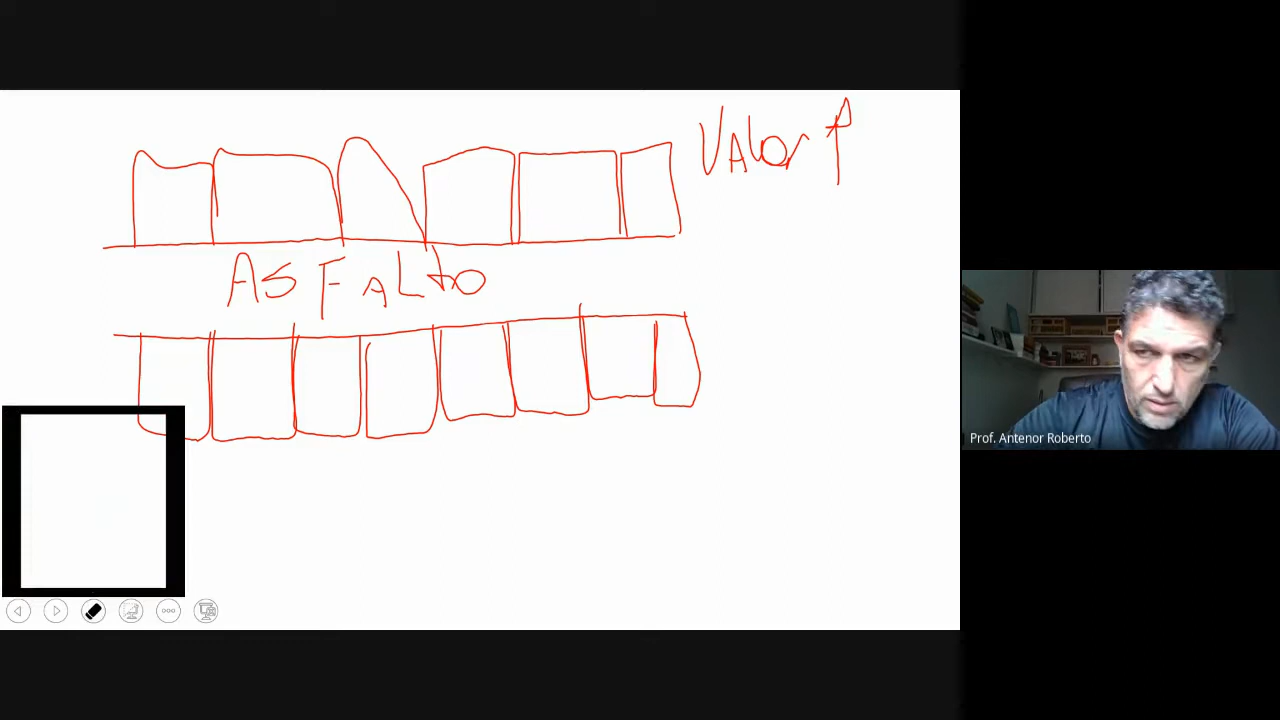 VALOR ↑
ASFALTO
Prof. Antenor Roberto